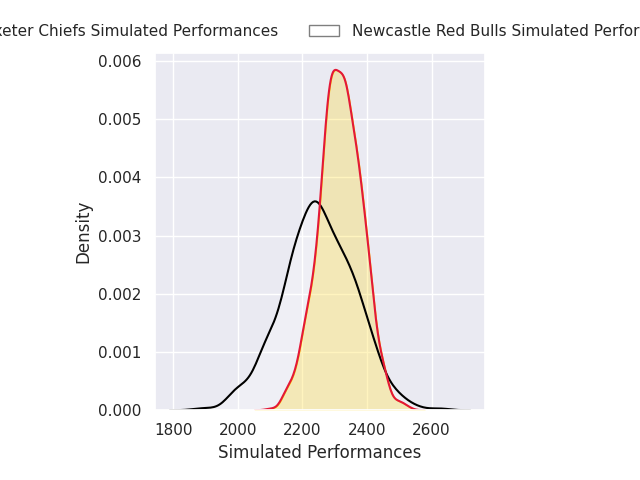 xeter Chiefs Simulated Performances
Newcastle Red Bulls Simulated Perfor
0.006
0.005
0.004
0.003
0.002
0.001
0.000
Density
1800 2000 2200 2400 2600
Simulated Performances